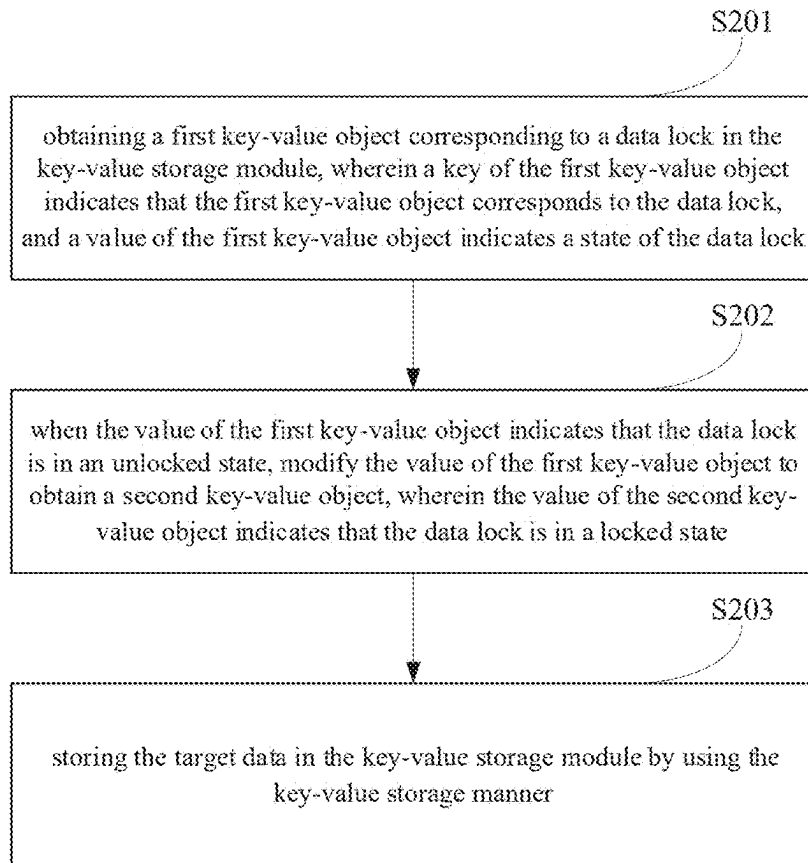 S201
obtaining a first key-value object corresponding to a data lock in the
key-value storage module, wherein a key of the first key-value object
indicates that the first key-value object corresponds to the data lock,
and a value of the first key-value object indicates a state of the data lock
S202
when the value of the first key-value object indicates that the data lock
is in an unlocked state, modify the value of the first key-value object to
obtain a second key-value object, wherein the value of the second key-
value object indicates that the data lock is in a locked state
S203
storing the target data in the key-value storage module by using the
key-value storage manner